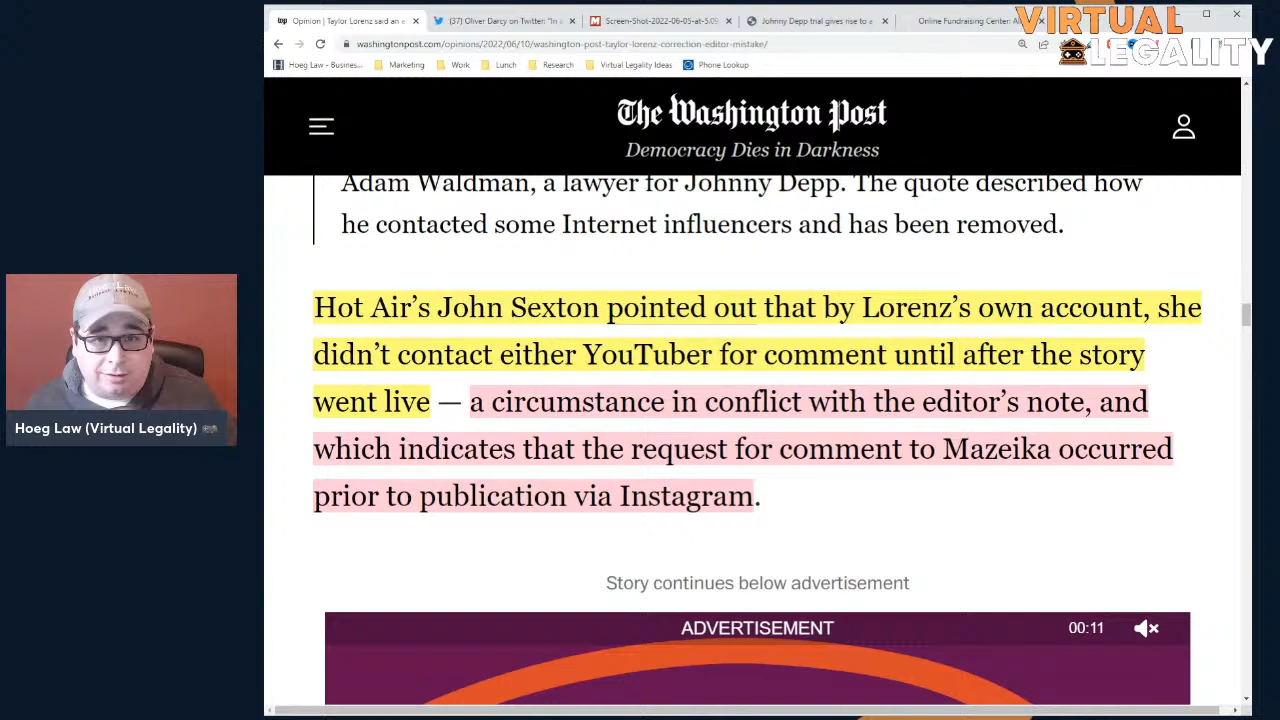 Opinion | Taylor Lorenz said an e
(37) Oliver Darcy on Twitter: "In a
Screen-Shot-2022-06-05-at-5.09
Johnny Depp trial gives rise to a
Online Fundraising Center:
VIRTUAL
LEGALITY
washingtonpost.com/opinions/2022/06/10/washington-post-taylor-lorenz-correction-editor-mistake/
Hoeg Law - Busines...
Market
Work
Lunch
Research
Virtual Legality Ideas
Phone Lookup
The Washington Post
Democracy Dies in Darkness
Adam Waldman, a lawyer for Johnny Depp. The quote described how
he contacted some Internet influencers and has been removed.
Hot Air's John Sexton pointed out that by Lorenz's own account, she
didn't contact either YouTuber for comment until after the story
went live — a circumstance in conflict with the editor's note, and
which indicates that the request for comment to Mazeika occurred
prior to publication via Instagram.
Hoeg Law (Virtual Legality)
Story continues below advertisement
ADVERTISEMENT
00:11